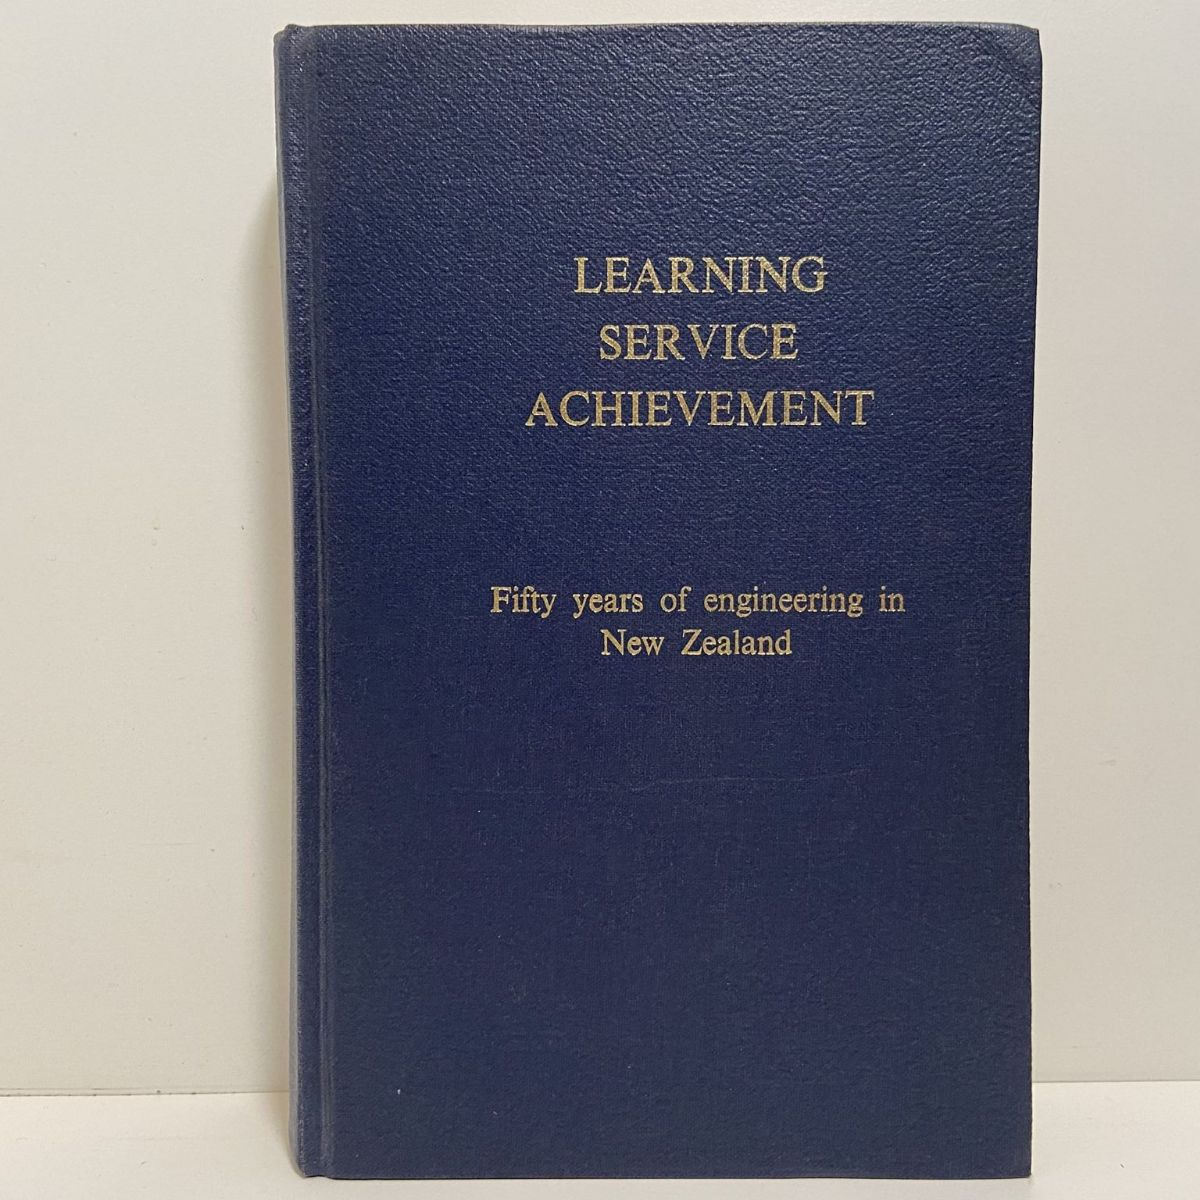 LEARNING
SERVICE
ACHIEVEMENT
Fifty years of engineering in
New Zealand